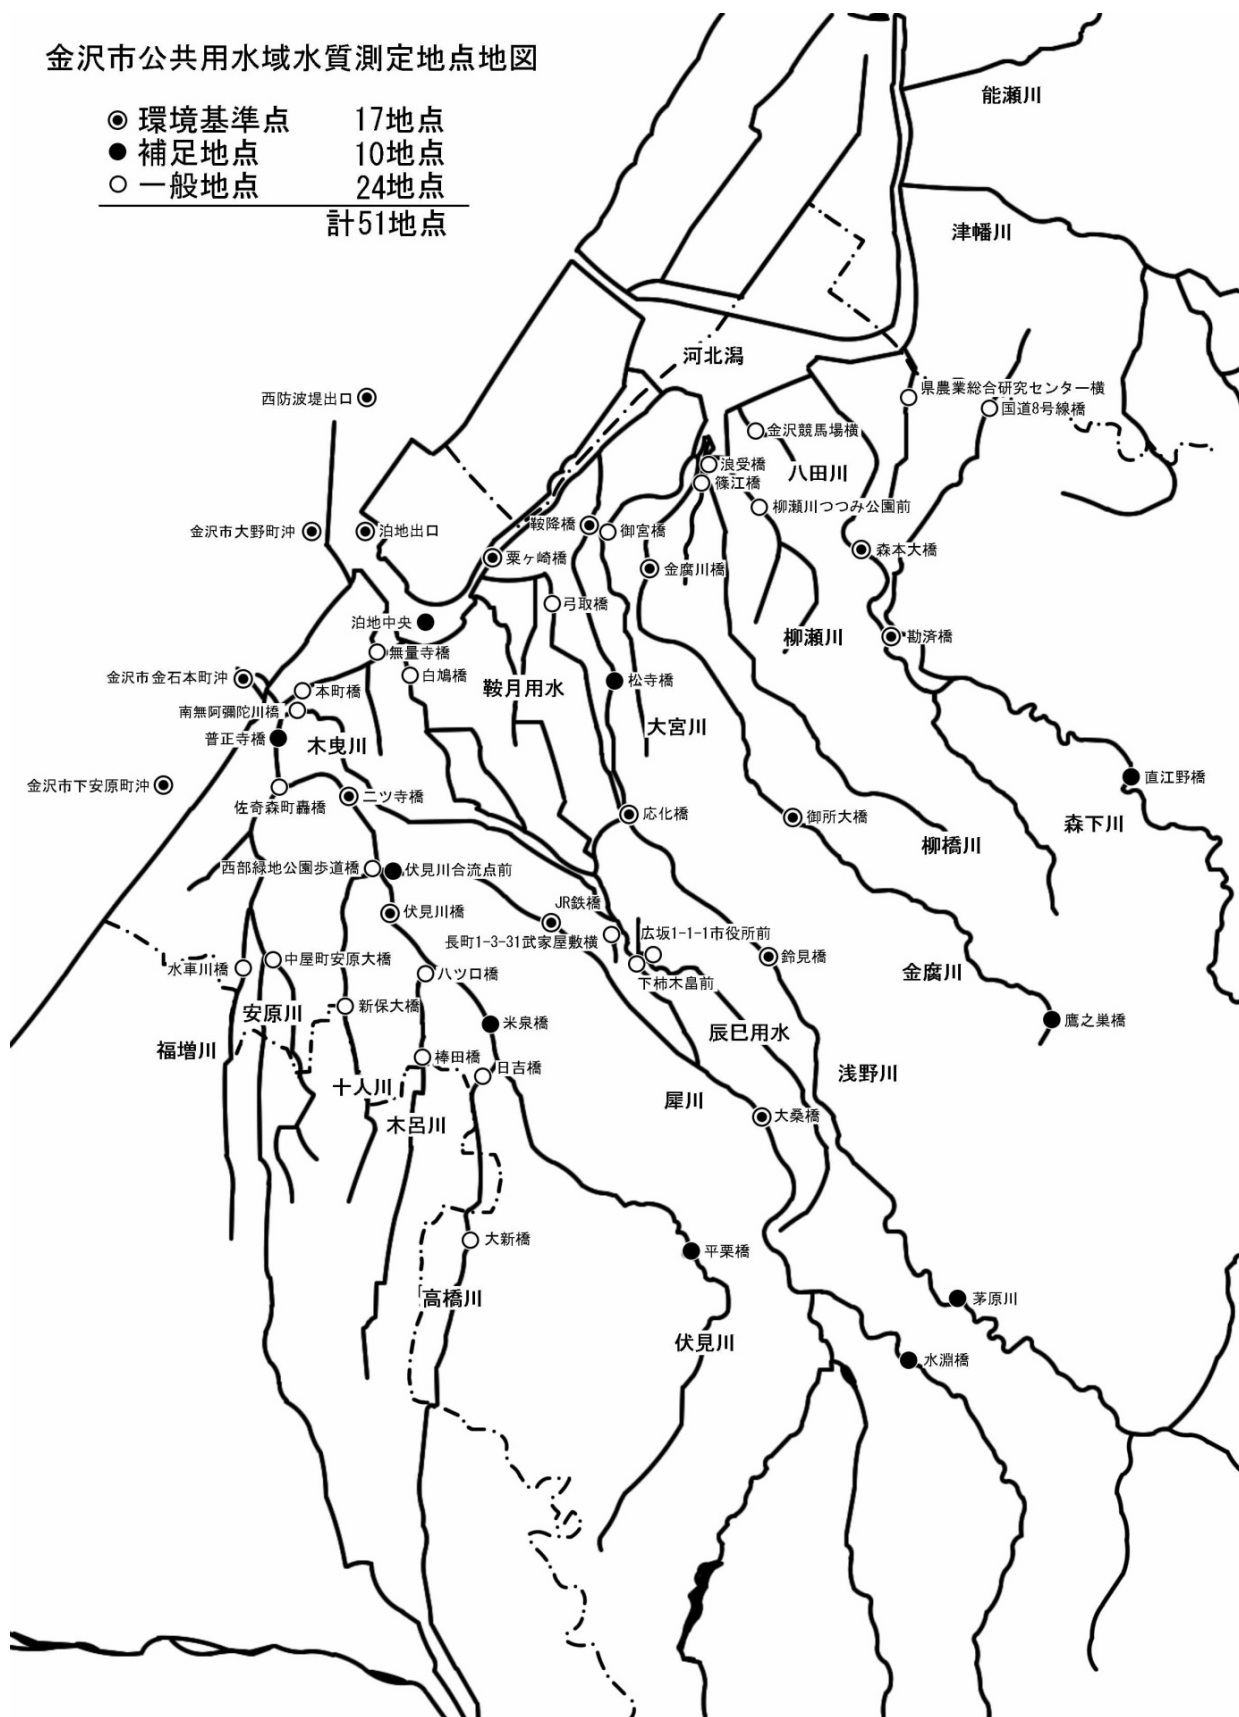 金沢市公共用水域水質測定地点地図
環境基準点 17地点
補足地点 10地点
一般地点 24地点
計51地点
能瀬川
津幡川
河北潟
県農業総合研究センター横
西防波堤出口
国道8号線橋
金沢競馬場横
浪受橋
八田川
篠江橋
柳瀬川つつみ公園前
鞍降橋
御宮橋
金沢市大野町沖
泊地出口
森本大橋
粟ヶ崎橋
金腐川橋
弓取橋
泊地中央
柳瀬川
勘済橋
無量寺橋
白鳩橋
金沢市金石本町沖
松寺橋
鞍月用水
本町橋
南無阿彌陀川橋
大宮川
普正寺橋
木曳川
直江野橋
金沢市下安原町沖
二ツ寺橋
佐奇森町轟橋
応化橋
御所大橋
森下川
柳橋川
西部緑地公園歩道橋
伏見川合流点前
JR鉄橋
伏見川橋
広坂1-1-1市役所前
長町1-3-31武家屋敷横
鈴見橋
中屋町安原大橋
水車川橋
八ツ口橋
下柿木畠前
金腐川
新保大橋
安原川
鷹之巣橋
米泉橋
辰巳用水
福増川
棒田橋
日吉橋
浅野川
十人川
犀川
大桑橋
木呂川
大新橋
平栗橋
高橋川
茅原川
伏見川
水淵橋